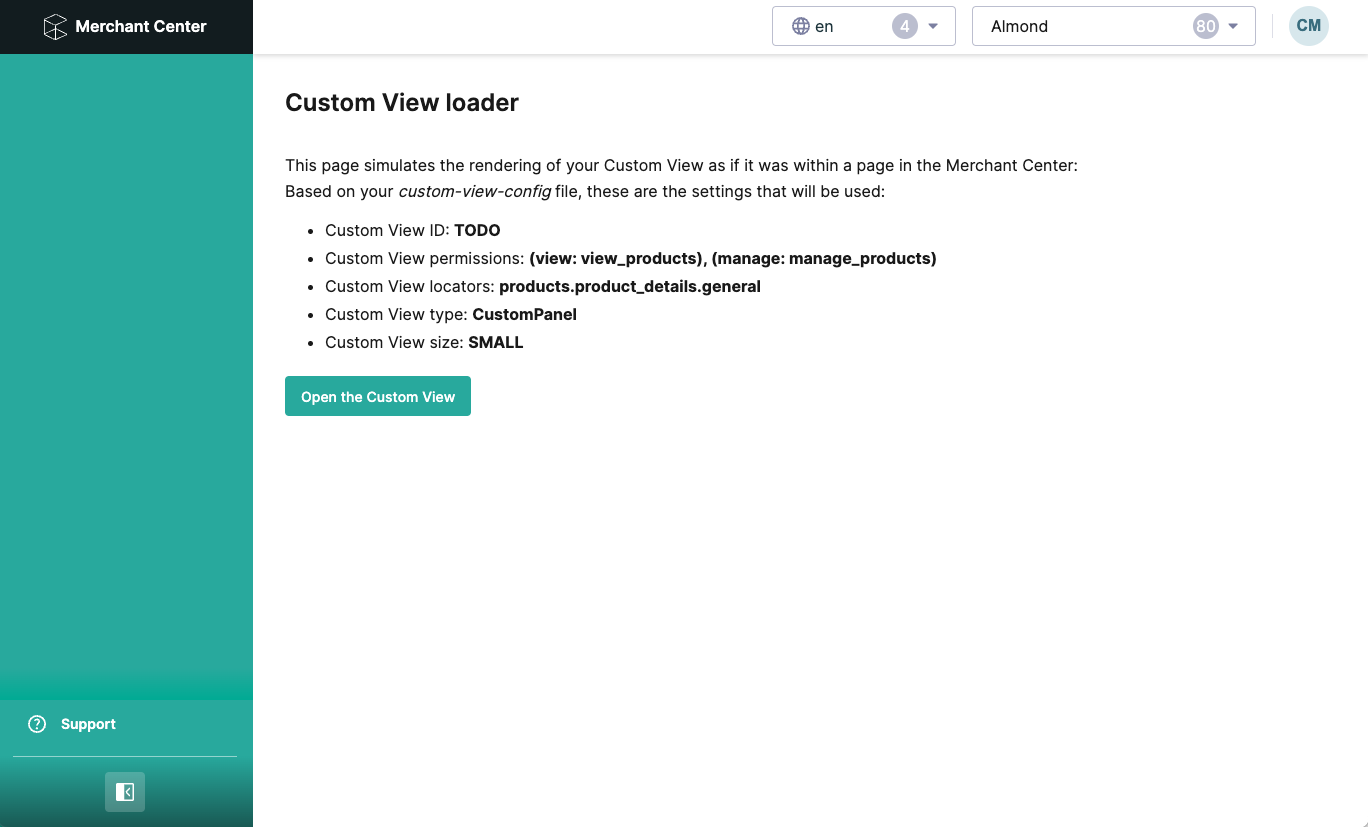 Merchant Center
en 4
Almond 80
CM
Custom View loader
This page simulates the rendering of your Custom View as if it was within a page in the Merchant Center:
Based on your custom-view-config file, these are the settings that will be used:
Custom View ID: TODO
Custom View permissions: (view: view_products), (manage: manage_products)
Custom View locators: products.product_details.general
Custom View type: CustomPanel
Custom View size: SMALL
Open the Custom View
Support